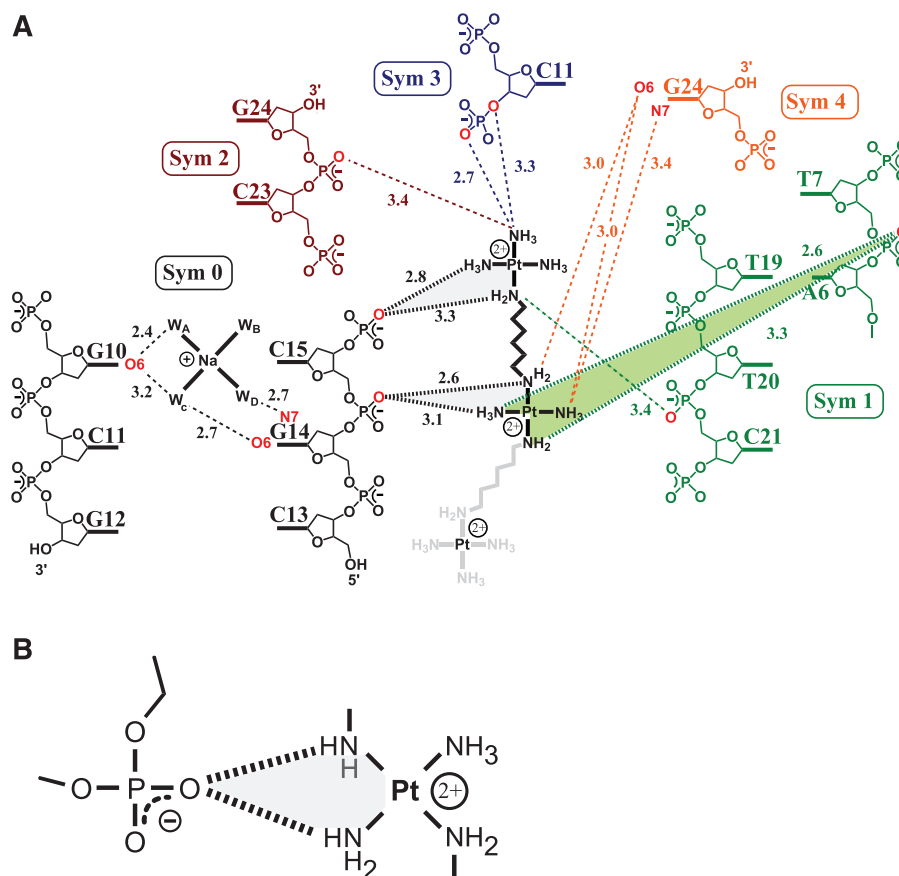 A
Sym 3
C11
O
O
P
O
O
P
O
O
O
O
2.7
3.3
Sym 2
G24
3'
OH
O
O
O
P
O
O
O
C23
O
O
P
O
O
O
3.4
O6
N7
G24
3'
OH
O
O
O
P
O
O
Sym 4
3.0
3.0
3.4
NH3
2+
H3N
Pt
NH3
H2N
2.8
3.3
Sym 0
O
O
P
O
O
G10
O6
O
O
O
P
O
O
C11
O
O
O
P
O
O
G12
O
HO
3'
2.4
3.2
2.7
2.7
WA
WB
+
Na
WC
WD
N7
O6
O
O
P
O
O
C15
O
O
O
P
O
O
G14
O
O
O
P
O
O
C13
O
OH
5'
2.6
3.1
NH2
H3N
Pt
NH3
2+
NH2
H2N
2+
H3N
Pt
NH3
NH3
3.4
O
O
P
O
O
T19
O
O
O
P
O
O
T20
O
O
O
P
O
O
C21
O
O
O
P
O
O
T7
O
O
P
O
O
O
O
O
P
O
O
A6
O
O
2.6
3.3
Sym 1
B
O
O
P
O
O
HN
H
NH3
Pt
2+
HN
H2
NH2